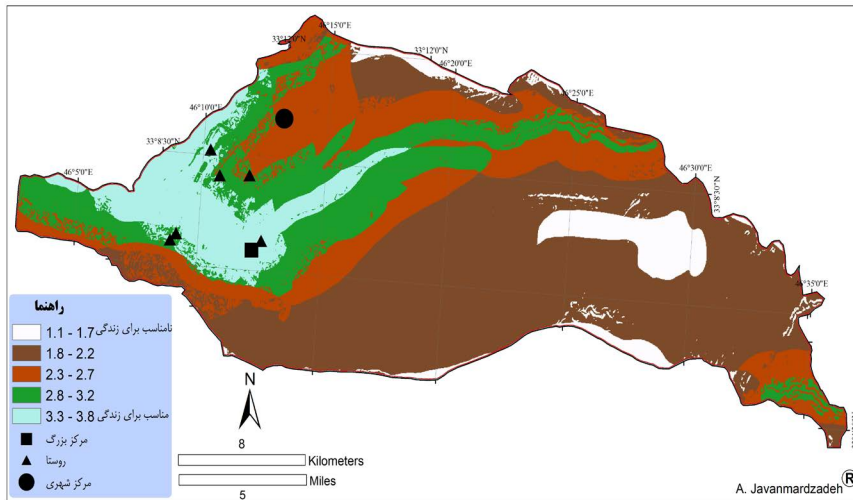 46°15'0"E
33°12'0"N
33°12'0"N
46°20'0"E
46°25'0"E
46°10'0"E
33°8'30"N
46°5'0"E
46°30'0"E
33°8'30"N
46°35'0"E
راهنما
1.1 - 1.7 نامناسب برای زندگی
1.8 - 2.2
2.3 - 2.7
2.8 - 3.2
3.3 - 3.8 مناسب برای زندگی
مرکز بزرگ
روستا
مرکز شهری
N
8
Kilometers
Miles
5
A. Javanmardzadeh
R